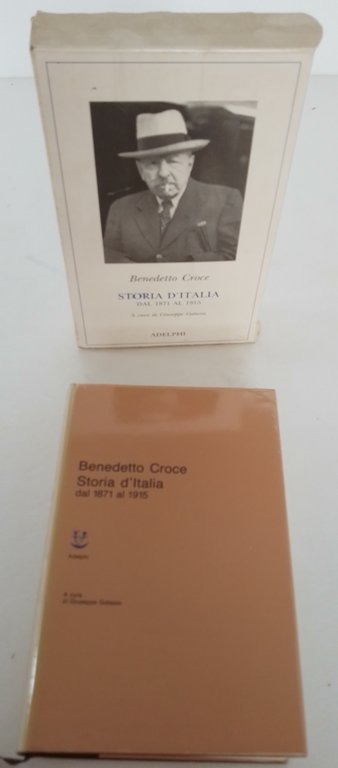 Benedetto Croce
STORIA D'ITALIA
DAL 1871 AL 1915
A cura di Giuseppe Galasso
ADELPHI
Benedetto Croce
Storia d'Italia
dal 1871 al 1915
Adelphi
A cura
di Giuseppe Galasso